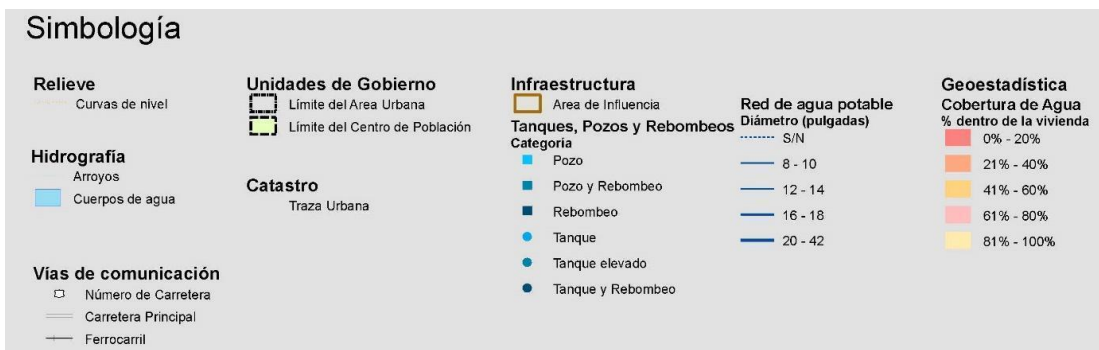 Simbología
Relieve
Curvas de nivel
Hidrografía
Arroyos
Cuerpos de agua
Vías de comunicación
Número de Carretera
Carretera Principal
Ferrocarril
Unidades de Gobierno
Límite del Area Urbana
Límite del Centro de Población
Catastro
Traza Urbana
Infraestructura
Area de Influencia
Tanques, Pozos y Rebombeos
Categoría
Pozo
Pozo y Rebombeo
Rebombeo
Tanque
Tanque elevado
Tanque y Rebombeo
Red de agua potable
Diámetro (pulgadas)
S/N
8 - 10
12 - 14
16 - 18
20 - 42
Geoestadística
Cobertura de Agua
% dentro de la vivienda
0% - 20%
21% - 40%
41% - 60%
61% - 80%
81% - 100%